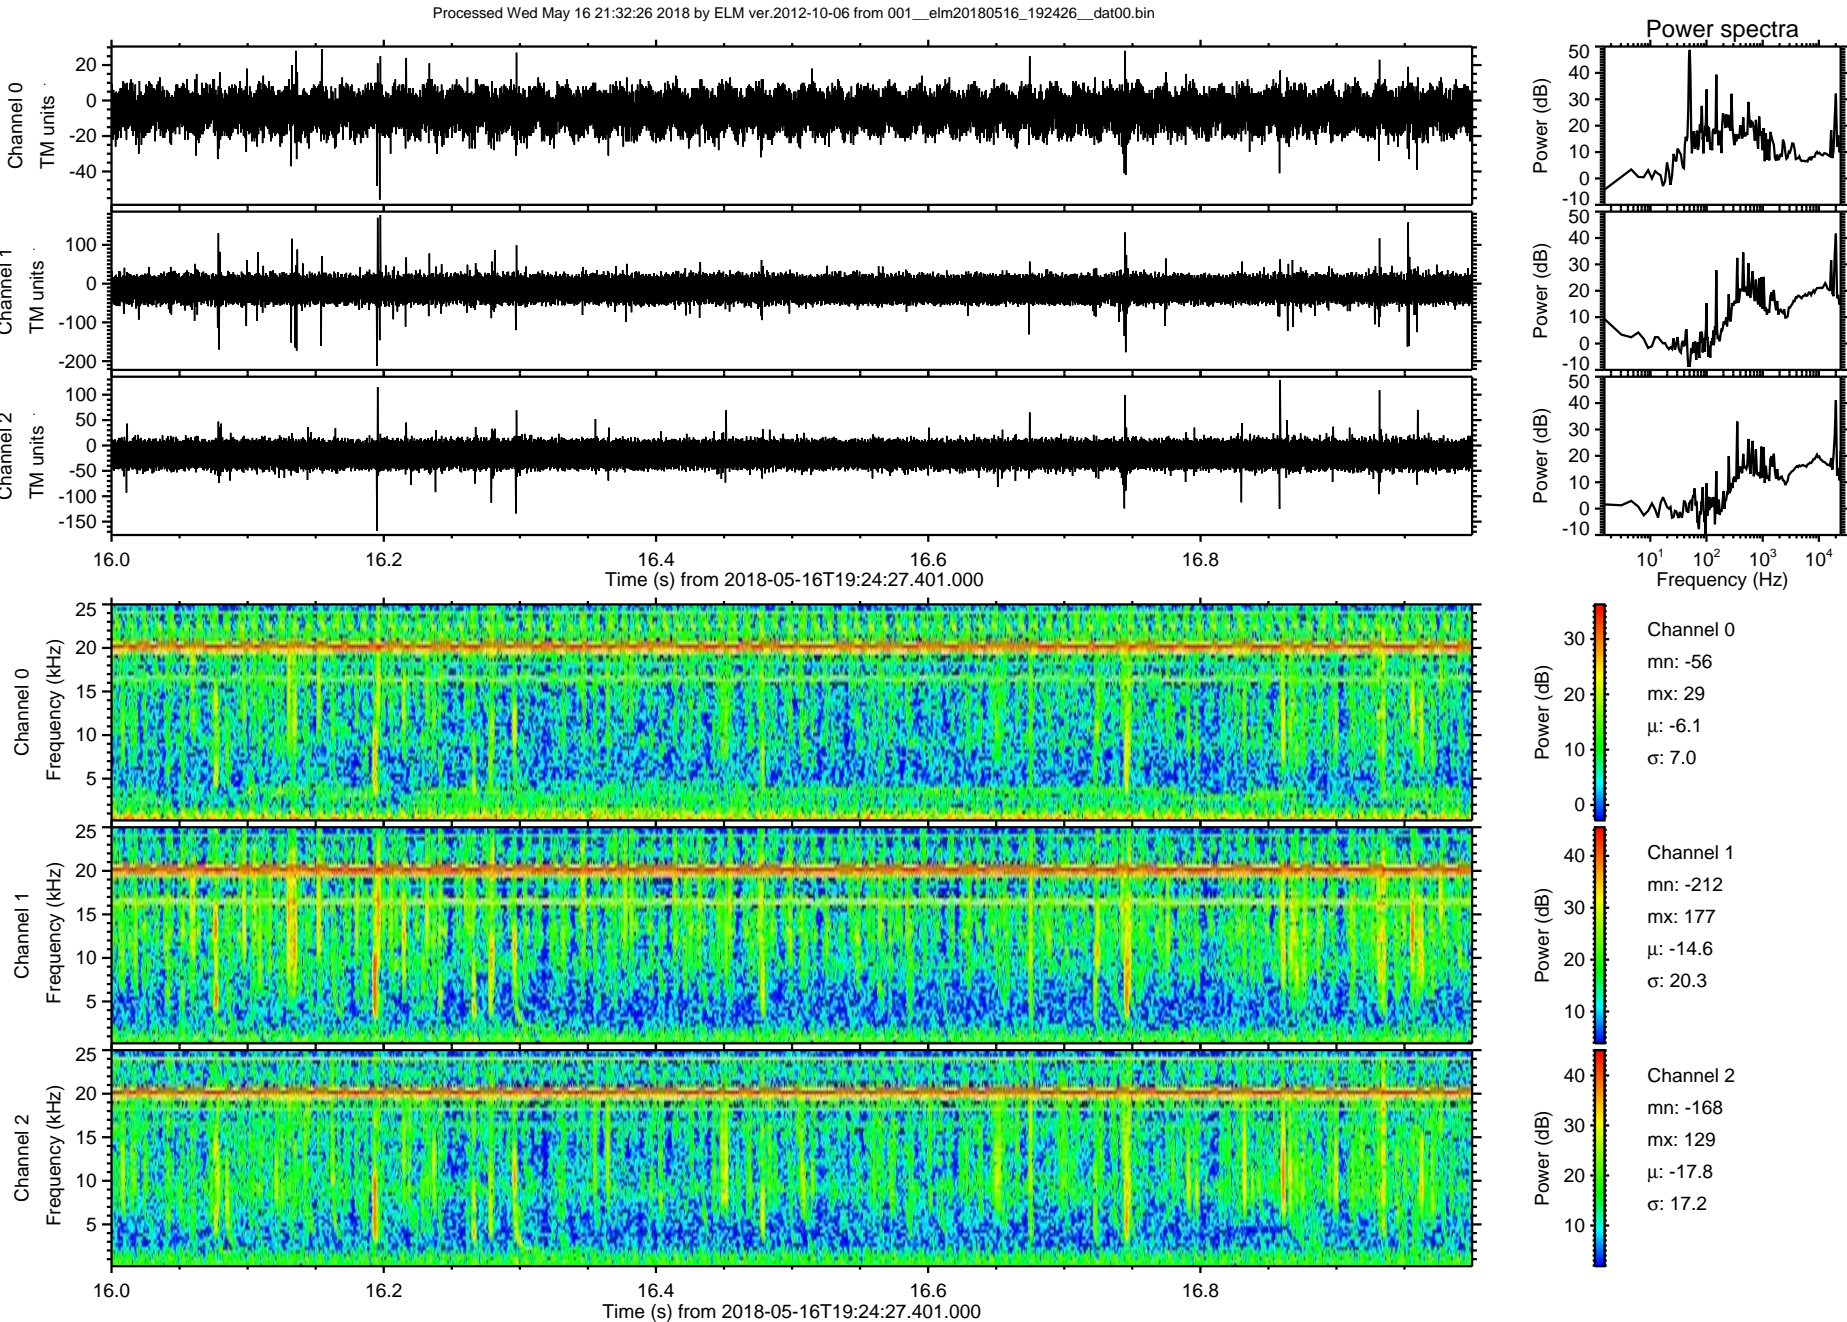 Processed Wed May 16 21:32:26 2018 by ELM ver.2012-10-06 from 001__elm20180516_192426__dat00.bin
Power spectra
Channel 0
TM units
20
0
-20
-40
Power (dB)
50
40
30
20
10
0
-10
Channel 1
TM units
100
0
-100
-200
Power (dB)
50
40
30
20
10
0
-10
Channel 2
TM units
100
50
0
-50
-100
-150
Power (dB)
50
40
30
20
10
0
-10
16.0 16.2 16.4 16.6 16.8
Time (s) from 2018-05-16T19:24:27.401.000
10¹ 10² 10³ 10⁴
Frequency (Hz)
Channel 0
Frequency (kHz)
25
20
15
10
5
Power (dB)
30
20
10
0
Channel 0
mn: -56
mx: 29
μ: -6.1
σ: 7.0
Channel 1
Frequency (kHz)
25
20
15
10
5
Power (dB)
40
30
20
10
Channel 1
mn: -212
mx: 177
μ: -14.6
σ: 20.3
Channel 2
Frequency (kHz)
25
20
15
10
5
Power (dB)
40
30
20
10
Channel 2
mn: -168
mx: 129
μ: -17.8
σ: 17.2
16.0 16.2 16.4 16.6 16.8
Time (s) from 2018-05-16T19:24:27.401.000